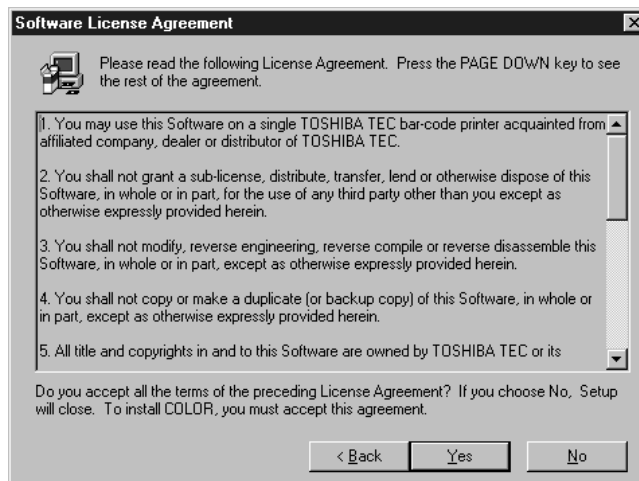 Software License Agreement
Please read the following License Agreement. Press the PAGE DOWN key to see
the rest of the agreement.
1. You may use this Software on a single TOSHIBA TEC bar-code printer acquainted from
affiliated company, dealer or distributor of TOSHIBA TEC.
2. You shall not grant a sub-license, distribute, transfer, lend or otherwise dispose of this
Software, in whole or in part, for the use of any third party other than you except as
otherwise expressly provided herein.
3. You shall not modify, reverse engineering, reverse compile or reverse disassemble this
Software, in whole or in part, except as otherwise expressly provided herein.
4. You shall not copy or make a duplicate (or backup copy) of this Software, in whole or
in part, except as otherwise expressly provided herein.
5. All title and copyrights in and to this Software are owned by TOSHIBA TEC or its
Do you accept all the terms of the preceding License Agreement? If you choose No, Setup
will close. To install COLOR, you must accept this agreement.
< Back Yes No